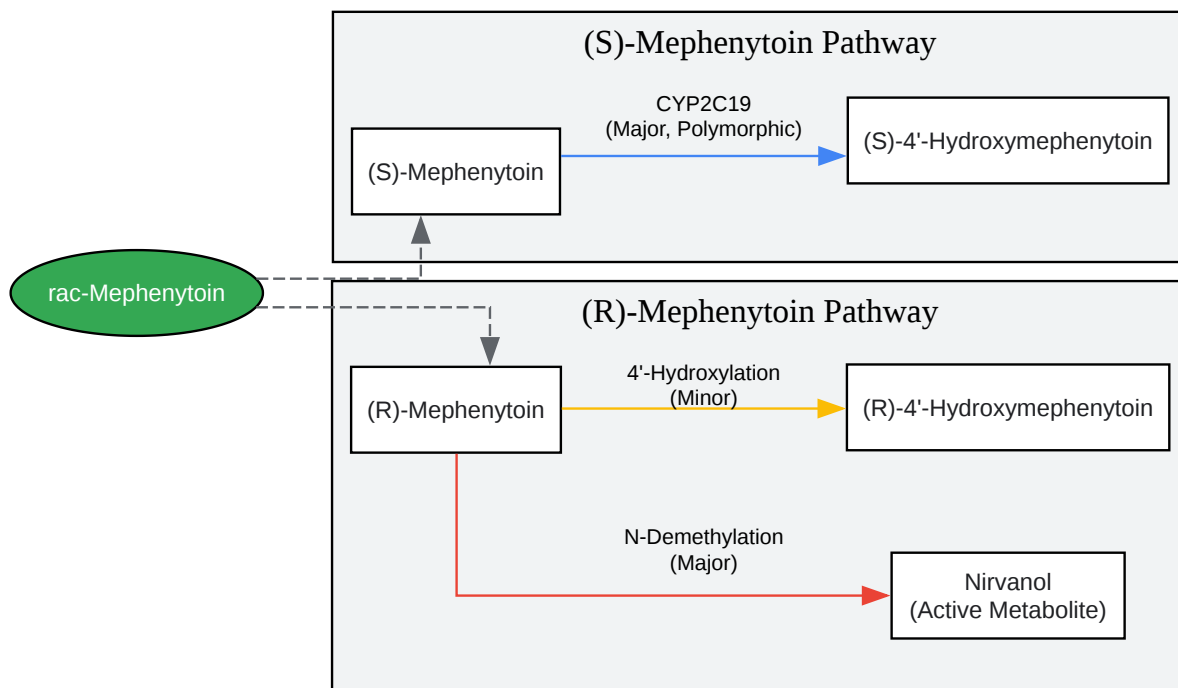 (S)-Mephenytoin Pathway
CYP2C19
(Major, Polymorphic)
(S)-Mephenytoin
(S)-4'-Hydroxymephenytoin
rac-Mephenytoin
(R)-Mephenytoin Pathway
4'-Hydroxylation
(Minor)
(R)-Mephenytoin
(R)-4'-Hydroxymephenytoin
N-Demethylation
(Major)
Nirvanol
(Active Metabolite)